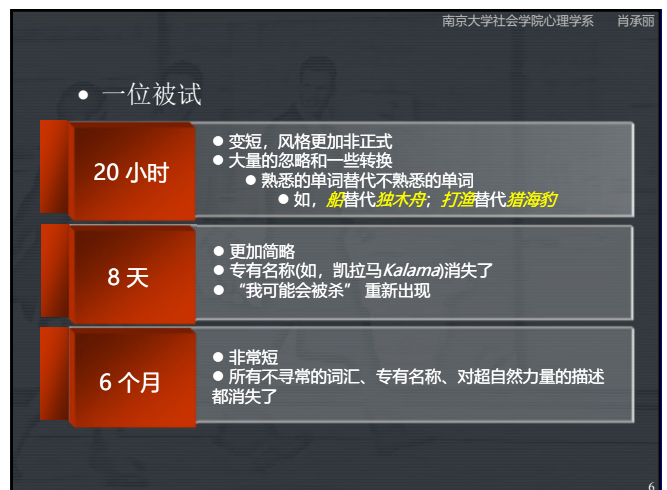 南京大学社会学院心理学系 肖承丽
● 一位被试
20 小时
● 变短，风格更加非正式
● 大量的忽略和一些转换
● 熟悉的单词替代不熟悉的单词
● 如，船替代独木舟；打渔替代猎海豹
8 天
● 更加简略
● 专有名称(如，凯拉马Kalama)消失了
● “我可能会被杀” 重新出现
6 个月
● 非常短
● 所有不寻常的词汇、专有名称、对超自然力量的描述
都消失了
6